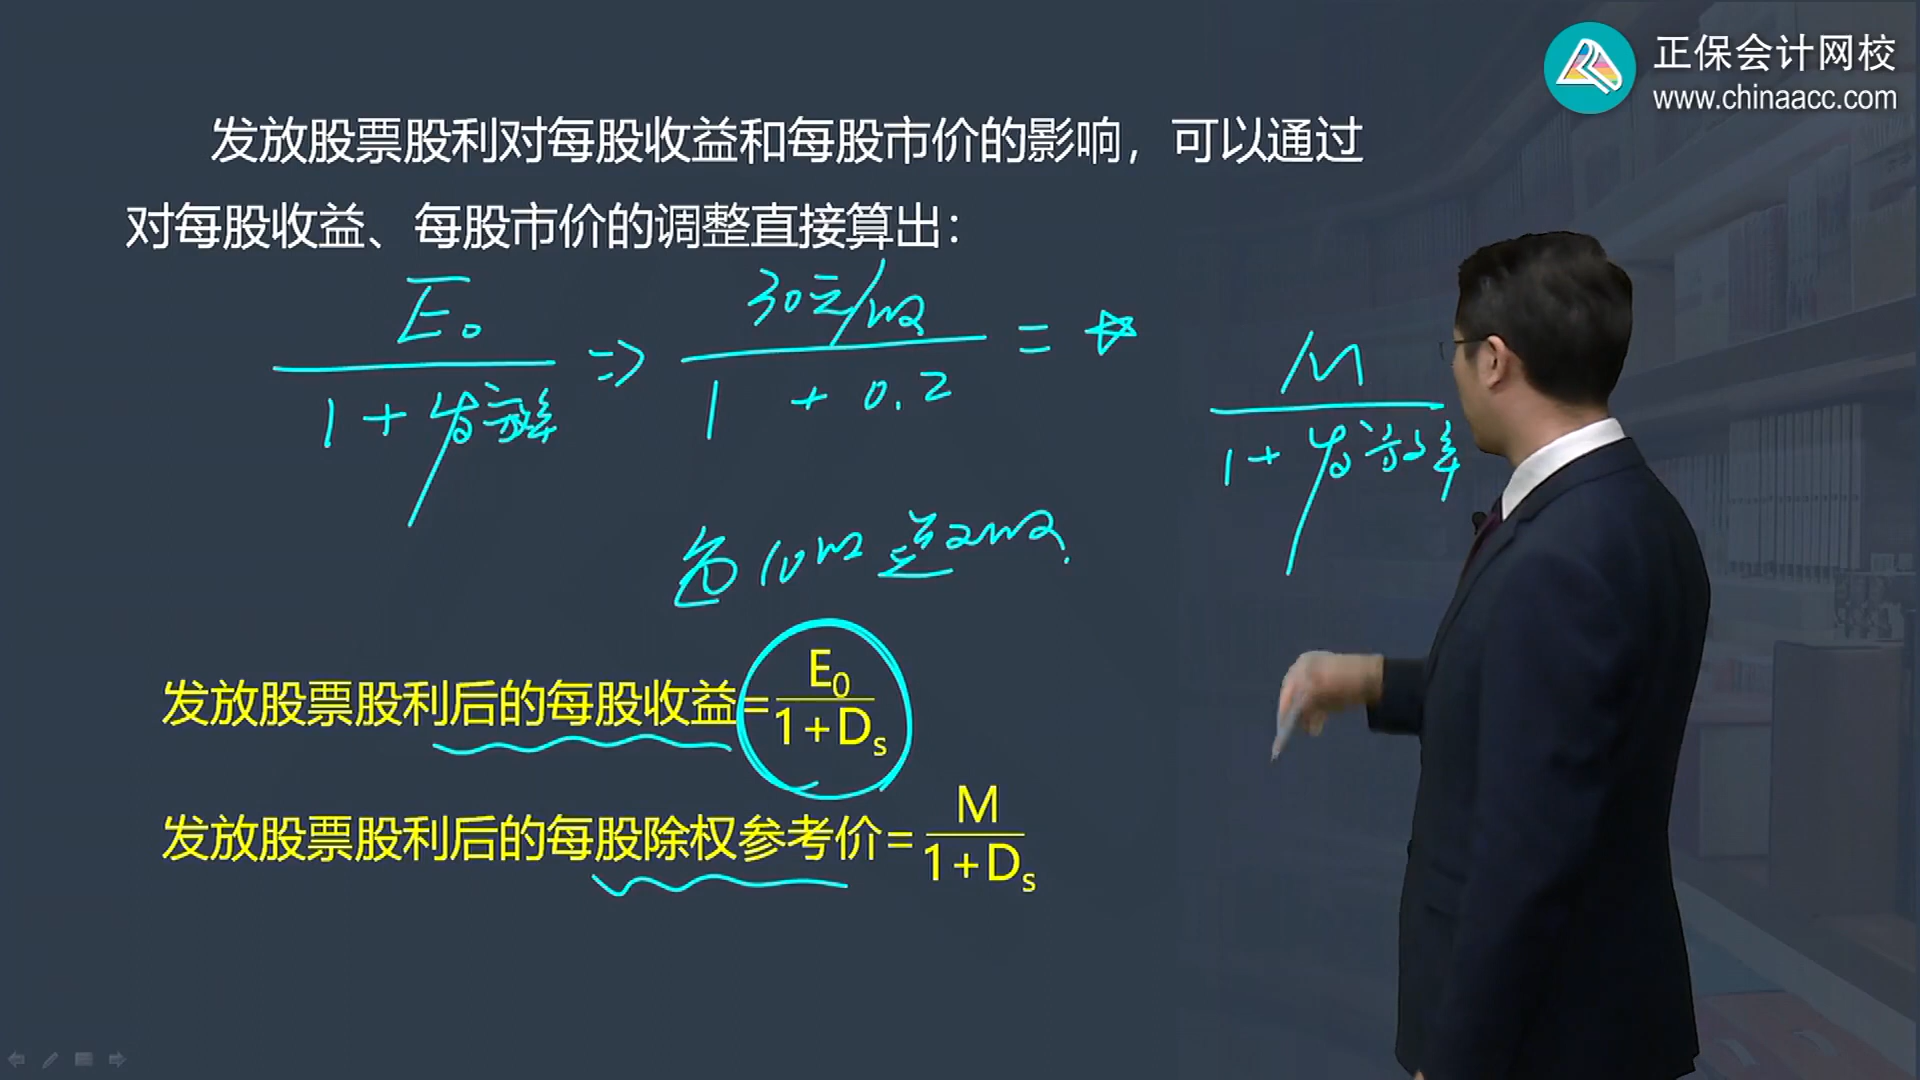 正保会计网校
www.chinaacc.com
发放股票股利对每股收益和每股市价的影响，可以通过
对每股收益、每股市价的调整直接算出：
E₀
1+发放率
⇒
30元/股
1 + 0.2
=
M
1+发放率
每10股送2股.
发放股票股利后的每股收益=E₀/1+Dₛ
发放股票股利后的每股除权参考价=M/1+Dₛ